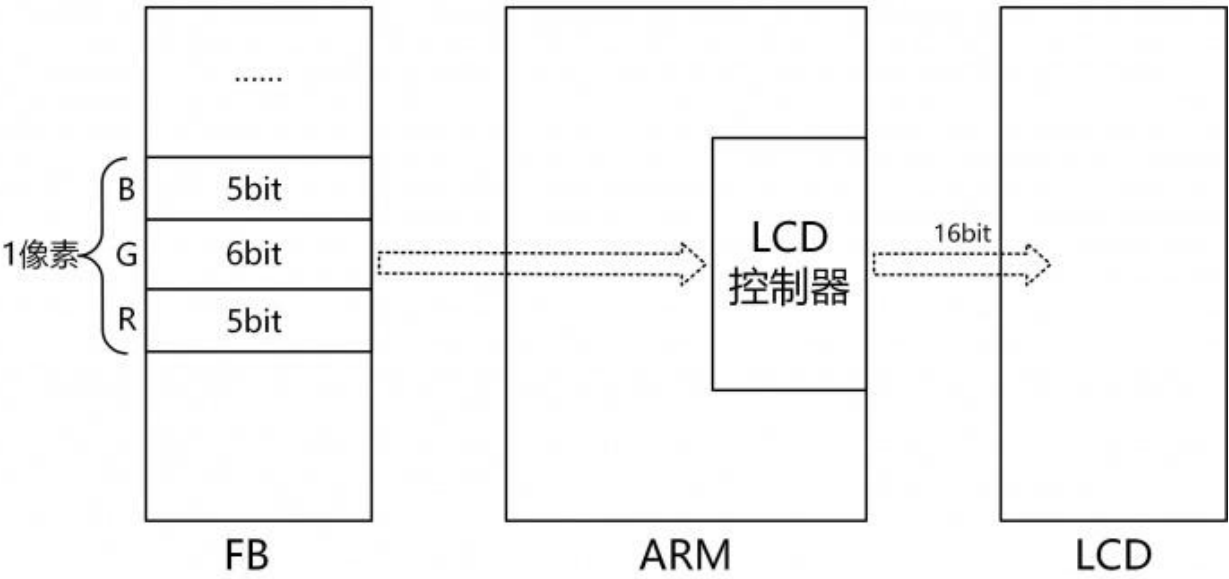 ……
B 5bit
1像素 G 6bit
R 5bit
LCD
控制器
16bit
FB
ARM
LCD